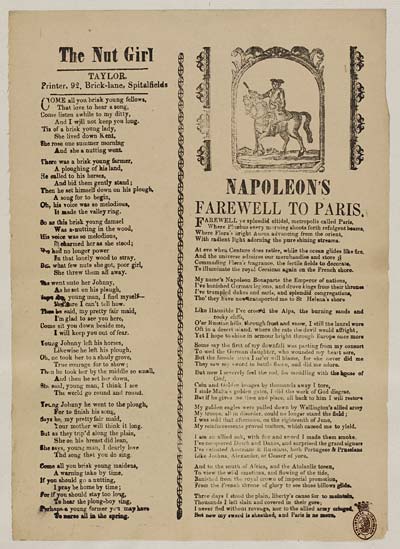 The Nut Girl
TAYLOR.
Printer, 92, Brick-lane, Spitalfields
COME all you brisk young fellows,
That love to hear a song,
Come listen awhile to my ditty,
And I will not keep you long.
'Tis of a brisk young lady,
She lived down Kent,
She rose one summer morning
And she a nutting went.
There was a brisk young farmer,
A ploughing of his land,
He called to his horses,
And bid them gently stand;
Then he set himself down on his plough,
A song for to begin,
Oh, his voice was so melodious,
It made the valley ring.
So as this brisk young damsel
Was a-nutting in the wood,
His voice was so melodious,
It charmed her as she stood;
She had no longer power
In that lonely wood to stray,
But what few nuts she got, poor girl,
She threw them all away.
She went unto her Johnny,
As he set on his plough,
young man, I find myself—
I can't tell how.
Then he said, my pretty fair maid,
I'm glad to see you here,
Come sit you down beside me,
I will keep you out of fear.
Young Johnny left his horses,
Likewise he left his plough,
Oh, he took her to a shady grove,
True courage for to show;
Then he took her by the middle so small,
And then he set her down,
She said, young man, I think I see
The world go round and round.
Young Johnny he went to the plough,
For to finish his song,
Says he, my pretty fair maid,
Your mother will think it long.
But as they trip'd along the plain,
She on his breast did lean,
She says, young man, I dearly love
Thd song that you do sing.
Come all you brisk young maidens,
A warning take by time,
If you should go a nutting,
I pray be home by time;
For if you should stay too long,
To hear the plough-boy sing,
Perhaps a young farmer you may have
To nurse all in the spring.
NAPOLEON'S
FAREWELL TO PARIS.
FAREWELL ye splendid citidel, metropolis called Paris,
Where Phœbus every morning shoots forth refulgent beams,
Where Flora's bright Aurora advancing from the orient,
With radient light adorning the pure shining streams.
At eve when Centaur does retire, while the ocean gilds like fire,
And the universe admires our merchandise and store
Commanding Flora's fragrance, the fertile fields to decorate,
To illuminate the royal Corsican again on the French shore.
My name's Napoleon Bonaparte the Emperor of nations,
I've banished German legions, and drove kings from their thrones
I've trampled dukes and earls, and splendid congregations,
Tho' they have now transported me to St Helena's shore
Like Hannibal I've crossed the Alps, the burning sands and
rocky cliffs,
O'er Russian hills through frost and snow, I still the laurel wore
Oft in a desert island, where the rats the devil would affright,
Yet I hope to shine in armour bright through Europe once more
Some say the first of my downfall was parting from my consort
To wed the German daughter, who wounded my heart sore,
But the female train I ne'er will blame, for she never did me
They saw my sword in battle flame, and did me adore.
But now I severely feel the rod, for meddling with the house of
God,
Coin and Golden images by thousands away I tore,
I stole Malta's golden gates, I did the work of God disgrace,
But if he gives me time and place, all back to him I will restore
My golden eagles were pulled down by Wellington's allied army
My troops, all in disorder, could no longer stand the field;
I was sold that afternoon, on the eighteenth of June,
My reinforcements proved traitors, which caused me to yield.
I am an allied oak, with fire and sword I made them smoke.
I've conquered Dutch and Danes, and surprised the grand signor
I've defeated Austrians & Russians, both Portuguese & Prussians
Like Joshua, Alexander, or Cæsar of yore.
And to the south of Africa, and the Atalantic towen,
To view the wild emotions, and flowing of the tide,
Banished from the royal crown of imperial promotion,
From the French throne of glory to see those billows glide.
Three days I stood the plain, liberty's cause for to maintain,
Thousands I left slain and covered in their gore;
I never fled without revenge, nor to the allied army cringed,
But now my sword is sheathed, and Paris is no more.